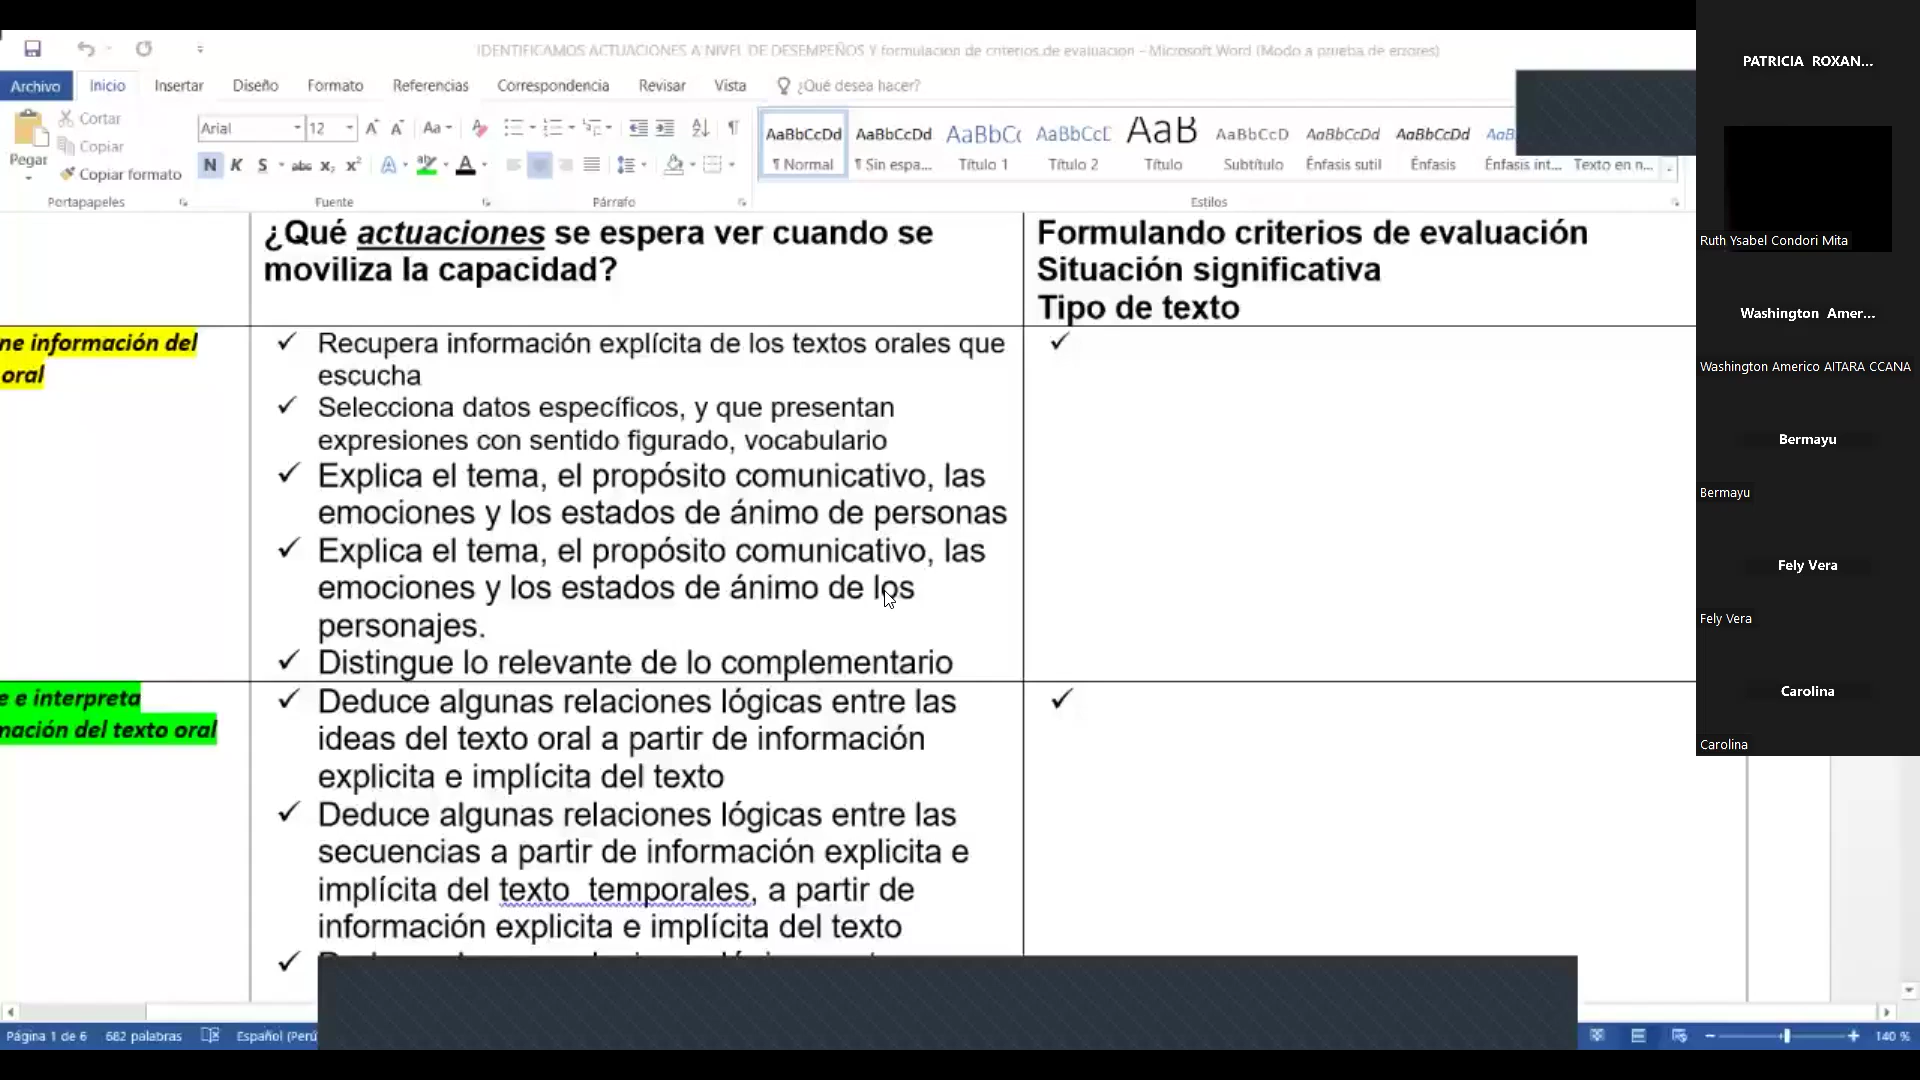 IDENTIFICAMOS ACTUACIONES A NIVEL DE DESEMPEÑOS Y formulacion de criterios de evaluacion - Microsoft Word (Modo a prueba de errores)
Archivo Inicio Insertar Diseño Formato Referencias Correspondencia Revisar Vista ¿Qué desea hacer?
Pegar
Cortar
Copiar
Copiar formato
Portapapeles
Arial 12
N K S abc x₂ x²
Fuente
Párrafo
AaBbCcDd AaBbCcDd AaBbCc AaBbCcC AaB AaBbCcD AaBbCcDd AaBbCcDd AaB
¶ Normal ¶ Sin espa... Título 1 Título 2 Título Subtítulo Énfasis sutil Énfasis Énfasis int... Texto en n...
Estilos
¿Qué actuaciones se espera ver cuando se
moviliza la capacidad?
Formulando criterios de evaluación
Situación significativa
Tipo de texto
ne información del
oral
✓ Recupera información explícita de los textos orales que
escucha
✓ Selecciona datos específicos, y que presentan
expresiones con sentido figurado, vocabulario
✓ Explica el tema, el propósito comunicativo, las
emociones y los estados de ánimo de personas
✓ Explica el tema, el propósito comunicativo, las
emociones y los estados de ánimo de los
personajes.
✓ Distingue lo relevante de lo complementario
✓
e e interpreta
mación del texto oral
✓ Deduce algunas relaciones lógicas entre las
ideas del texto oral a partir de información
explicita e implícita del texto
✓ Deduce algunas relaciones lógicas entre las
secuencias a partir de información explicita e
implícita del texto  temporales, a partir de
información explicita e implícita del texto
✓
✓
Página 1 de 6 682 palabras Español (Perú
140 %
PATRICIA ROXAN...
Ruth Ysabel Condori Mita
Washington Amer...
Washington Americo AITARA CCANA
Bermayu
Bermayu
Fely Vera
Fely Vera
Carolina
Carolina